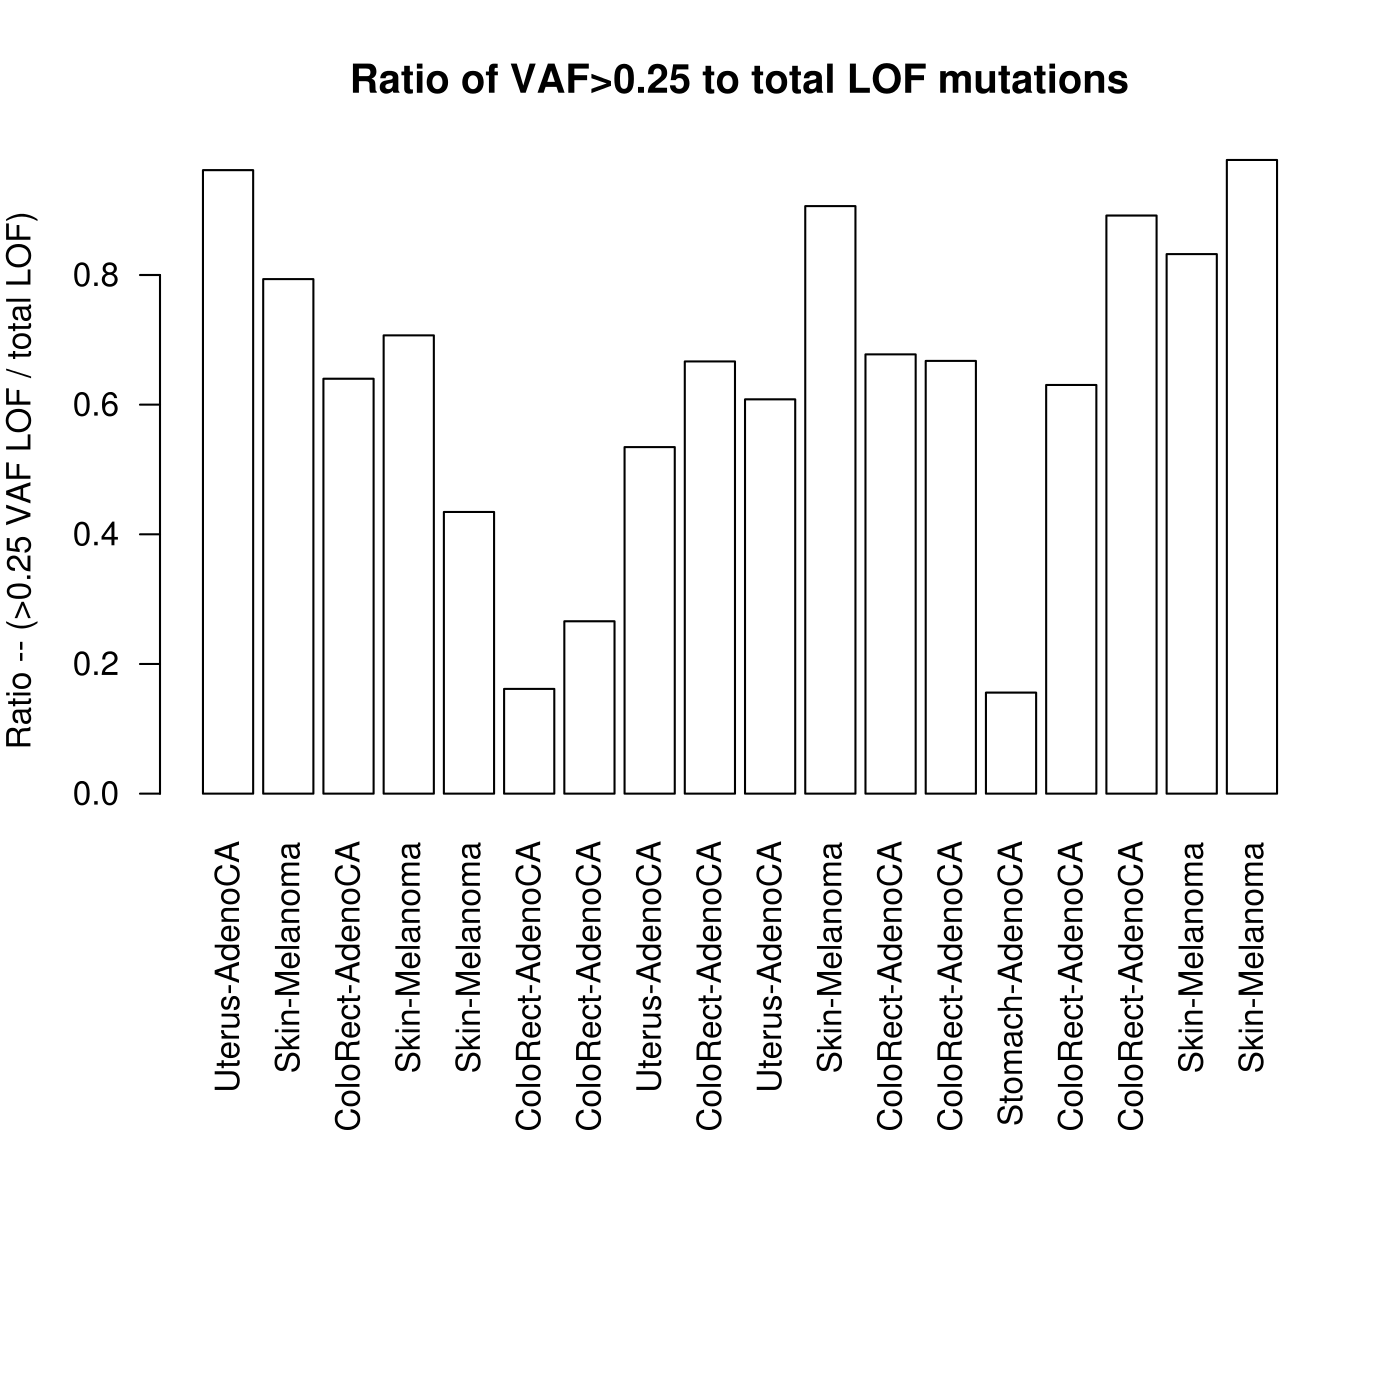 Ratio of VAF>0.25 to total LOF mutations
Ratio -- (>0.25 VAF LOF / total LOF)
0.8
0.6
0.4
0.2
0.0
Uterus-AdenoCA
Skin-Melanoma
ColoRect-AdenoCA
Skin-Melanoma
Skin-Melanoma
ColoRect-AdenoCA
ColoRect-AdenoCA
Uterus-AdenoCA
ColoRect-AdenoCA
Uterus-AdenoCA
Skin-Melanoma
ColoRect-AdenoCA
ColoRect-AdenoCA
Stomach-AdenoCA
ColoRect-AdenoCA
ColoRect-AdenoCA
Skin-Melanoma
Skin-Melanoma